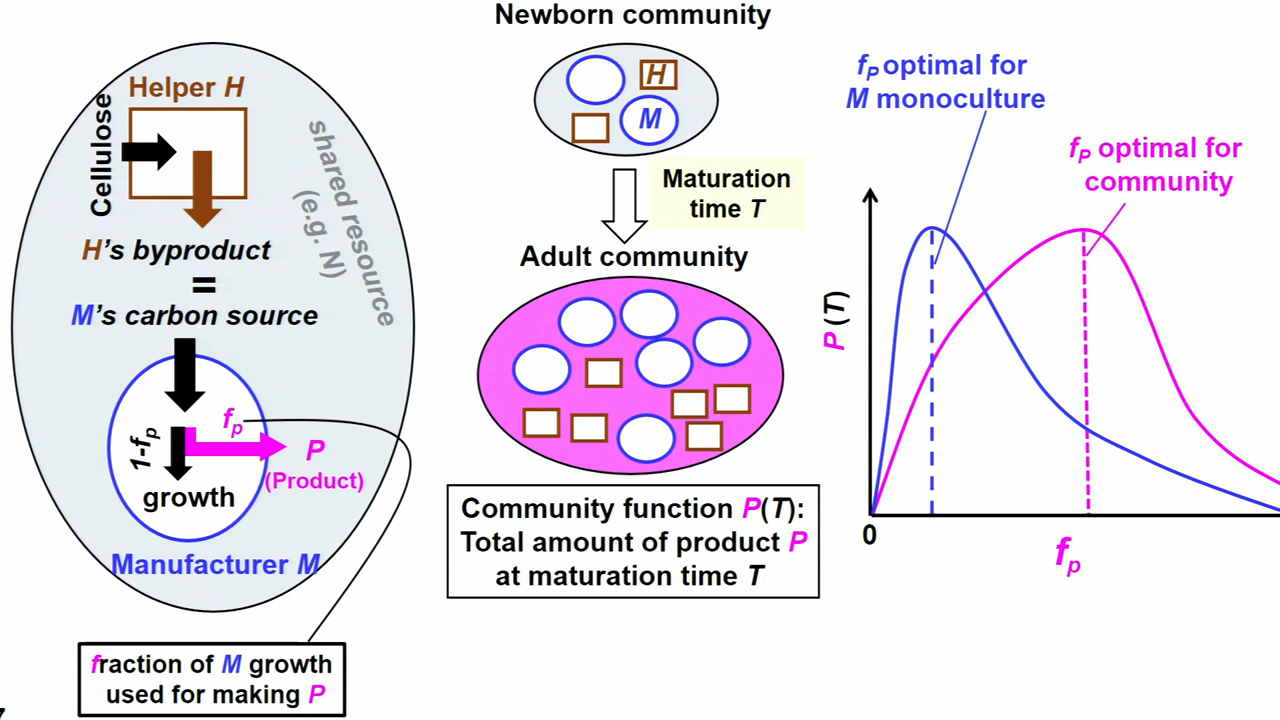 Helper H
Cellulose
shared resource
(e.g. N)
H's byproduct
=
M's carbon source
fp
1-fp
P
(Product)
growth
Manufacturer M
fraction of M growth
used for making P
Newborn community
H
M
Maturation
time T
Adult community
Community function P(T):
Total amount of product P
at maturation time T
fP optimal for
M monoculture
fP optimal for
community
P (T)
0
fp